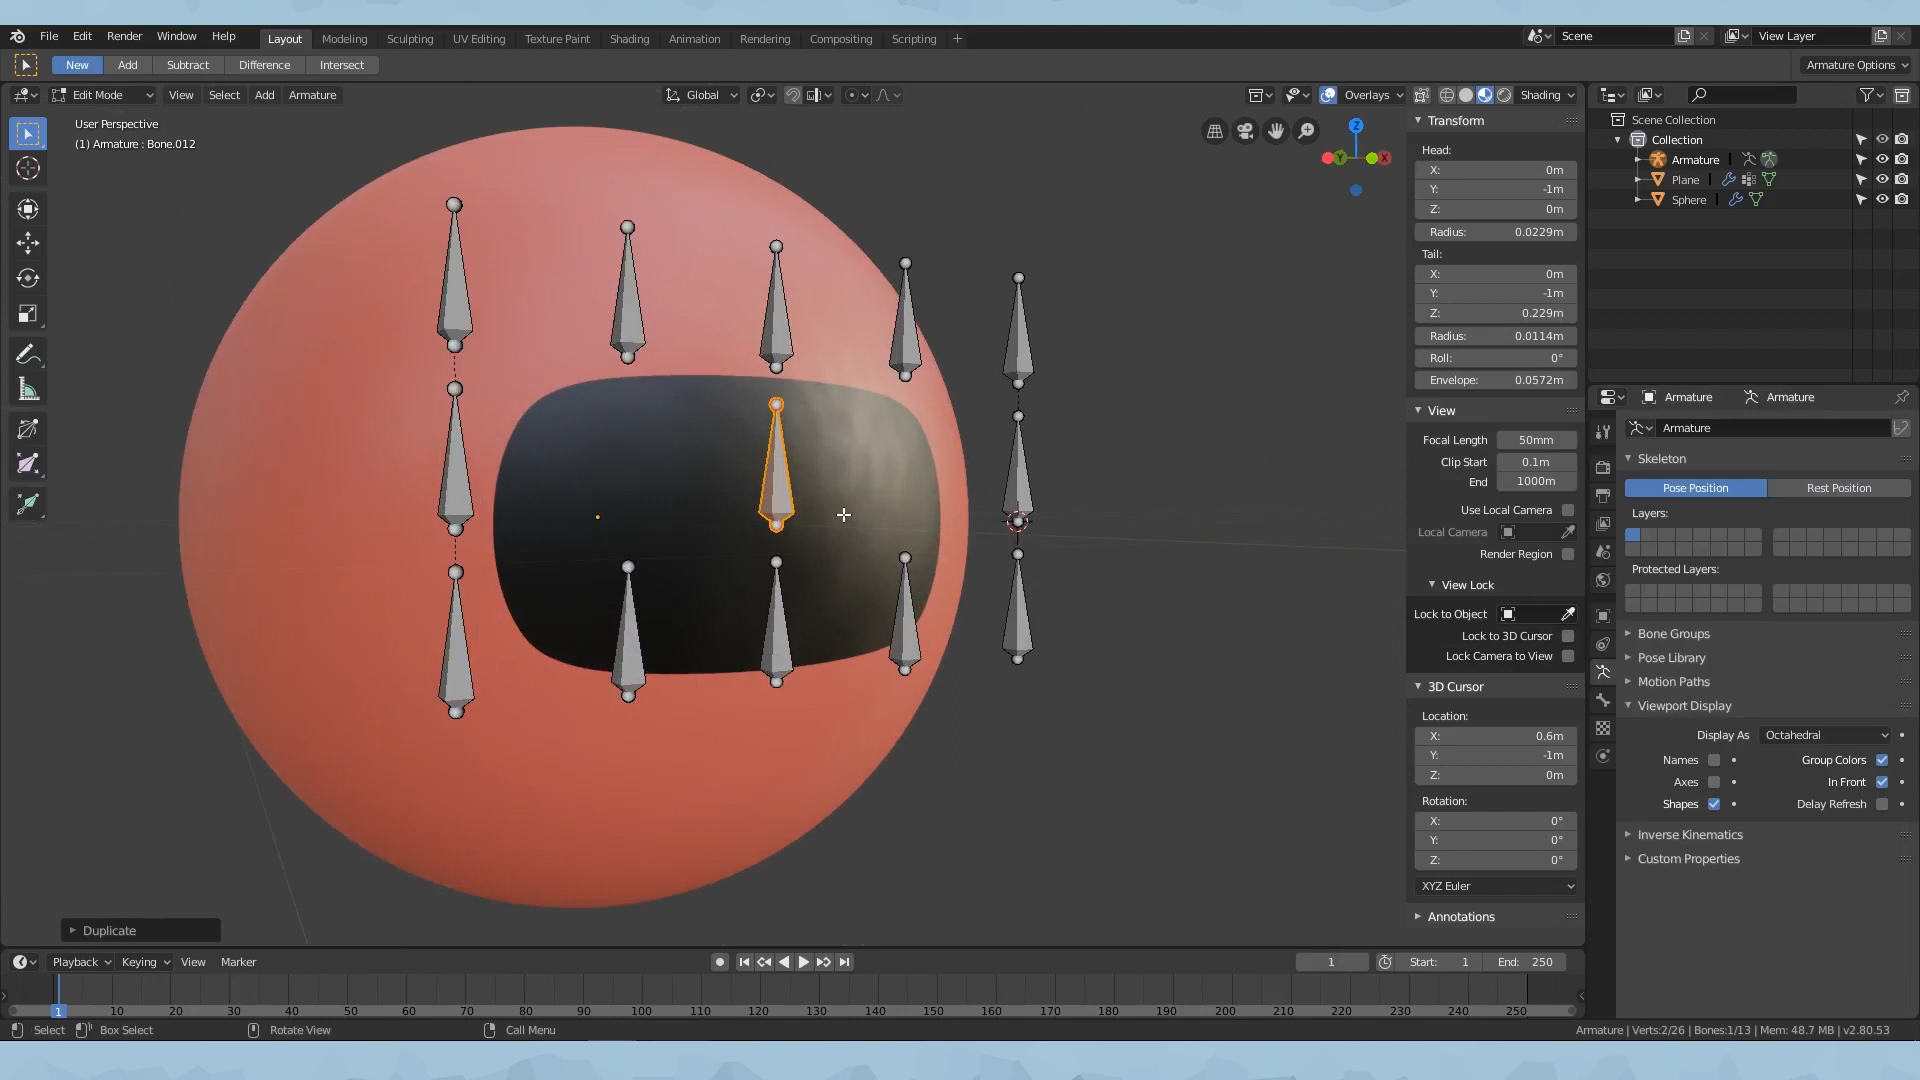 File Edit Render Window Help Layout Modeling Sculpting UV Editing Texture Paint Shading Animation Rendering Compositing Scripting + Scene View Layer
New Add Subtract Difference Intersect Armature Options
Edit Mode View Select Add Armature Global Overlays Shading
User Perspective
(1) Armature : Bone.012
Z
Y X
Transform
Head:
X: 0m
Y: -1m
Z: 0m
Radius: 0.0229m
Tail:
X: 0m
Y: -1m
Z: 0.229m
Radius: 0.0114m
Roll: 0°
Envelope: 0.0572m
View
Focal Length 50mm
Clip Start 0.1m
End 1000m
Use Local Camera
Local Camera
Render Region
View Lock
Lock to Object
Lock to 3D Cursor
Lock Camera to View
3D Cursor
Location:
X: 0.6m
Y: -1m
Z: 0m
Rotation:
X: 0°
Y: 0°
Z: 0°
XYZ Euler
Annotations
Scene Collection
Collection
Armature
Plane
Sphere
Armature Armature
Armature
Skeleton
Pose Position Rest Position
Layers:
Protected Layers:
Bone Groups
Pose Library
Motion Paths
Viewport Display
Display As Octahedral
Names Group Colors
Axes In Front
Shapes Delay Refresh
Inverse Kinematics
Custom Properties
Duplicate
Playback Keying View Marker 1 Start: 1 End: 250
1 10 20 30 40 50 60 70 80 90 100 110 120 130 140 150 160 170 180 190 200 210 220 230 240 250
Select Box Select Rotate View Call Menu Armature | Verts:2/26 | Bones:1/13 | Mem: 48.7 MB | v2.80.53